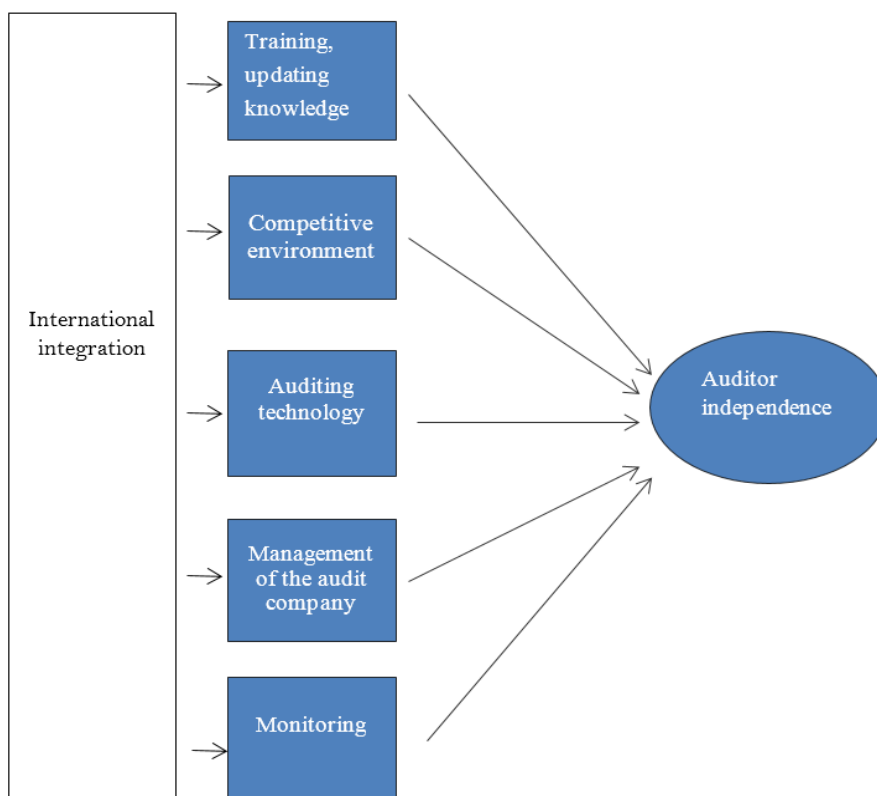 International
integration
Training,
updating
knowledge
Competitive
environment
Auditing
technology
Management
of the audit
company
Monitoring
Auditor
independence